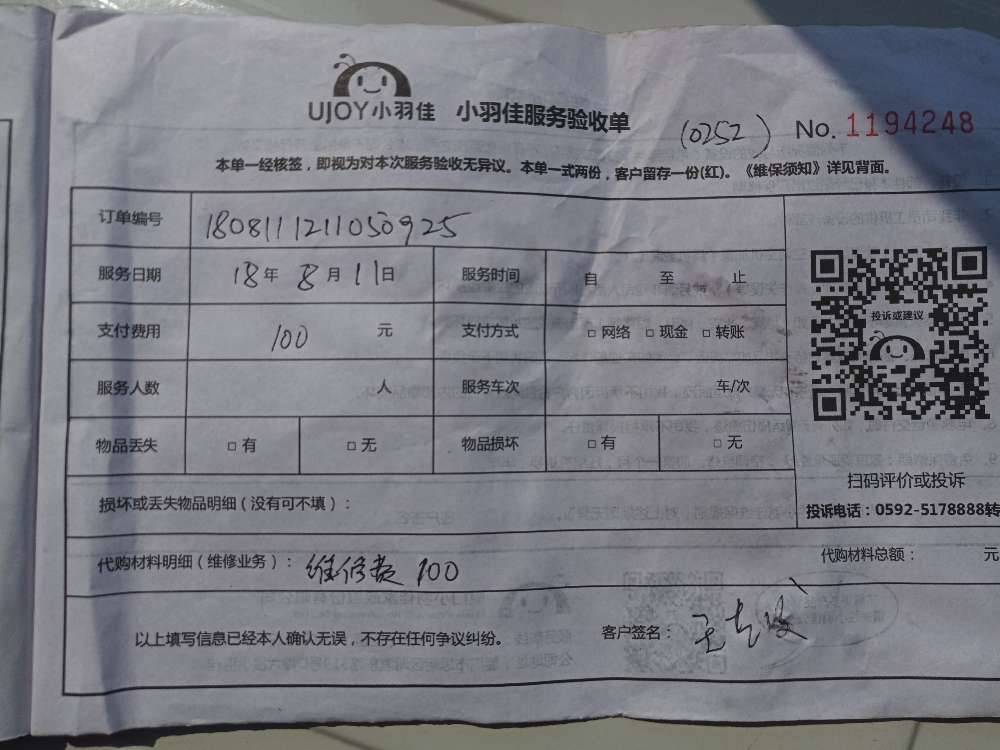 UJOY小羽佳 小羽佳服务验收单 (0252) No. 1194248
本单一经核签，即视为对本次服务验收无异议。本单一式两份，客户留存一份(红)。《维保须知》详见背面。
订单编号 1808111211050925
服务日期 18年 8月 11日 服务时间 自 至 止
支付费用 100 元 支付方式 □ 网络 □ 现金 □ 转账
服务人数 人 服务车次 车/次
物品丢失 □ 有 □ 无 物品损坏 □ 有 □ 无
投诉或建议
扫码评价或投诉
投诉电话：0592-5178888转
损坏或丢失物品明细（没有可不填）：
代购材料明细（维修业务）：维修费 100 代购材料总额： 元
以上填写信息已经本人确认无误，不存在任何争议纠纷。 客户签名：